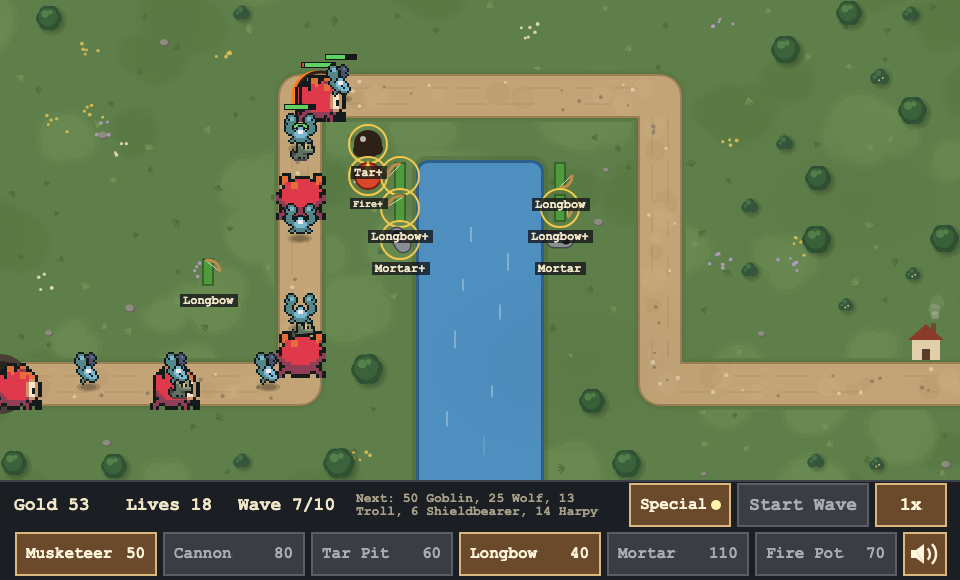 Tar+
Fire+
Longbow
Longbow+
Longbow+
Mortar+
Mortar
Longbow
Gold 53
Lives 18
Wave 7/10
Next: 50 Goblin, 25 Wolf, 13
Troll, 6 Shieldbearer, 14 Harpy
Special
Start Wave
1x
Musketeer 50
Cannon 80
Tar Pit 60
Longbow 40
Mortar 110
Fire Pot 70